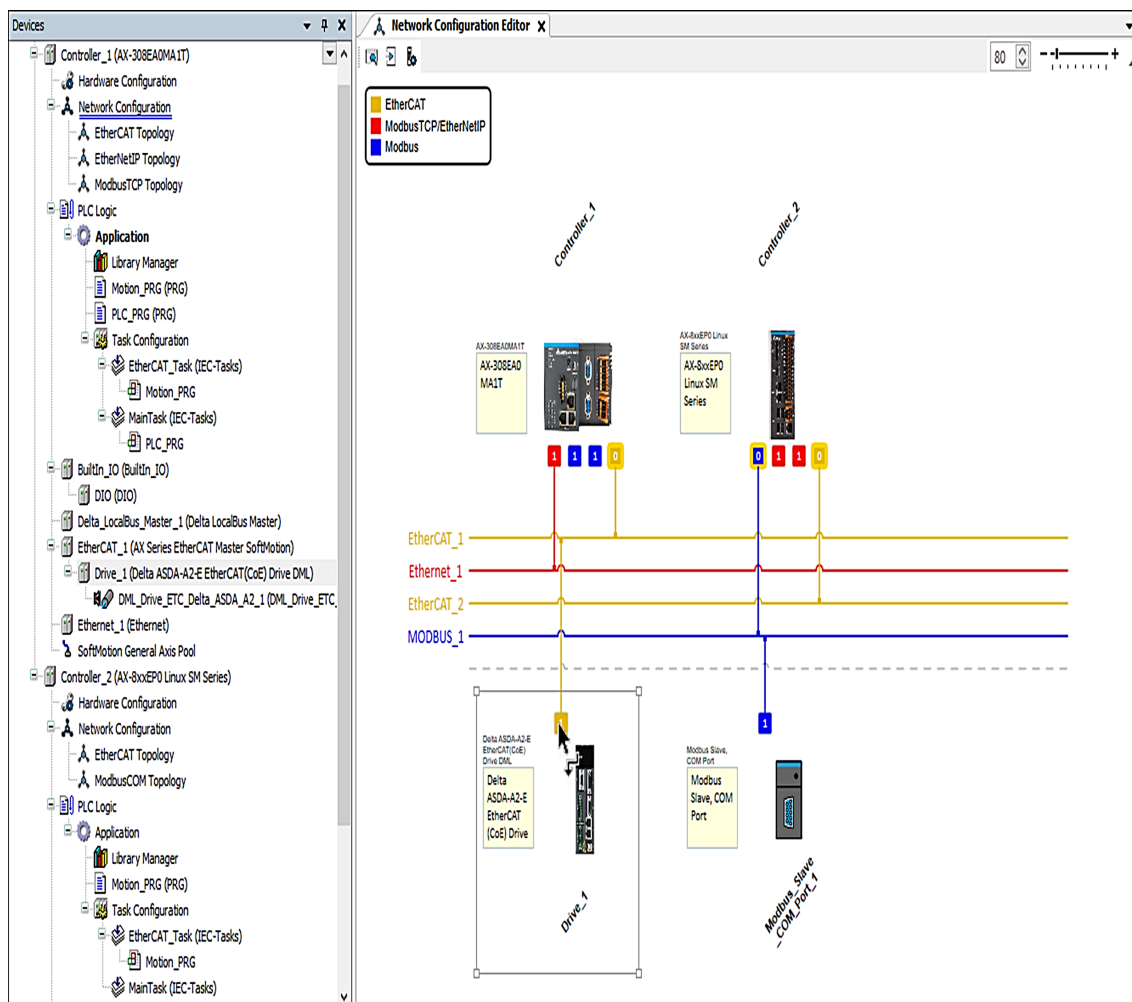 Devices
Controller_1 (AX-308EA0MA1T)
Hardware Configuration
Network Configuration
EtherCAT Topology
EtherNetIP Topology
ModbusTCP Topology
PLC Logic
Application
Library Manager
Motion_PRG (PRG)
PLC_PRG (PRG)
Task Configuration
EtherCAT_Task (IEC-Tasks)
Motion_PRG
MainTask (IEC-Tasks)
PLC_PRG
BuiltIn_IO (BuiltIn_IO)
DIO (DIO)
Delta_LocalBus_Master_1 (Delta LocalBus Master)
EtherCAT_1 (AX Series EtherCAT Master SoftMotion)
Drive_1 (Delta ASDA-A2-E EtherCAT(CoE) Drive DML)
DML_Drive_ETC_Delta_ASDA_A2_1 (DML_Drive_ETC_
Ethernet_1 (Ethernet)
SoftMotion General Axis Pool
Controller_2 (AX-8xxEP0 Linux SM Series)
Hardware Configuration
Network Configuration
EtherCAT Topology
ModbusCOM Topology
PLC Logic
Application
Library Manager
Motion_PRG (PRG)
Task Configuration
EtherCAT_Task (IEC-Tasks)
Motion_PRG
MainTask (IEC-Tasks)
Network Configuration Editor
80
EtherCAT
ModbusTCP/EtherNetIP
Modbus
Controller_1
Controller_2
AX-308EA0MA1T
AX-308EA0
MA1T
AX-8xxEP0 Linux
SM Series
AX-8xxEP0
Linux SM
Series
1 1 1 0
0 1 1 0
EtherCAT_1
Ethernet_1
EtherCAT_2
MODBUS_1
1
Delta ASDA-A2-E
EtherCAT(CoE)
Drive DML
Delta
ASDA-A2-E
EtherCAT
(CoE) Drive
Drive_1
Modbus Slave,
COM Port
Modbus
Slave, COM
Port
Modbus_Slave
_COM_Port_1